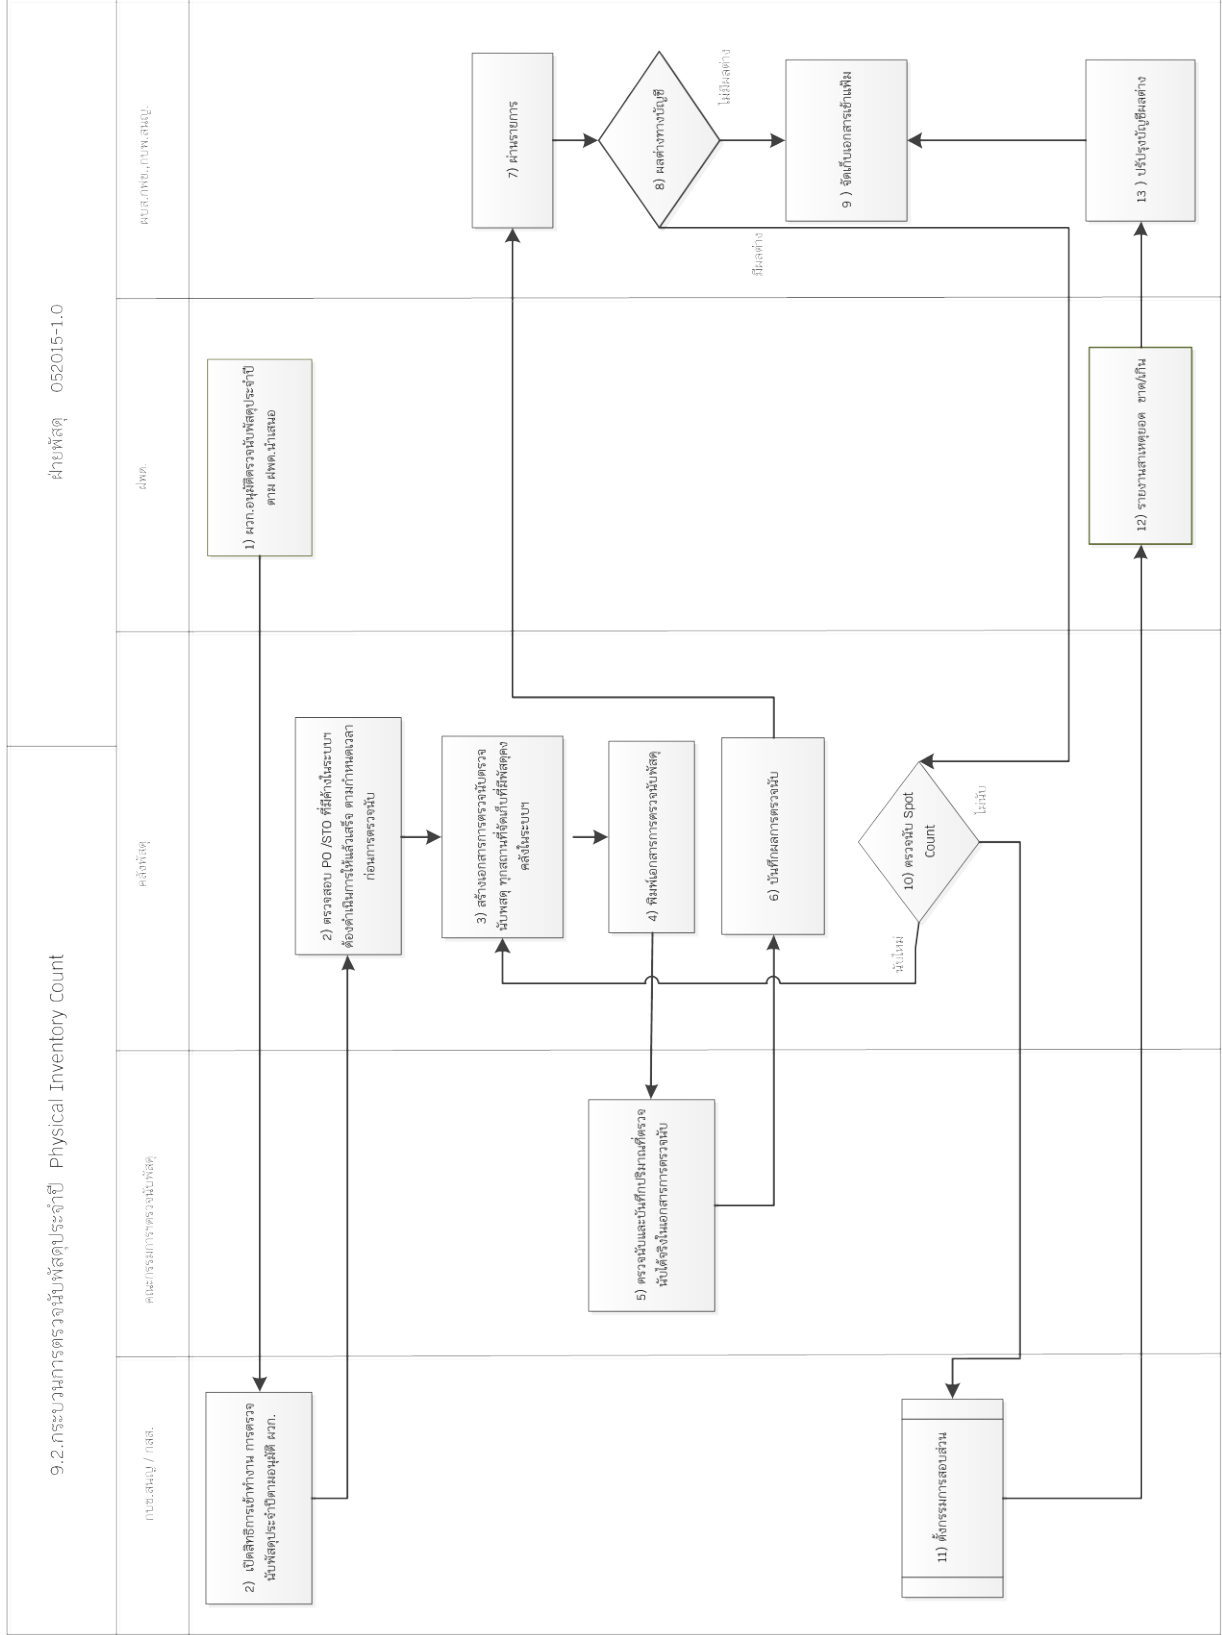 9.2.กระบวนการตรวจนับพัสดุประจำปี Physical Inventory Count
ฝ่ายพัสดุ 052015-1.0
กบช.สนญ / กสส.
คณะกรรมการาตรวจนับพัสดุ
คลังพัสดุ
ฝพด.
ผบส.กฟข.,กบพ.สนญ.
1) ผวก.อนุมัติตรวจนับพัสดุประจำปี
ตาม ฝพด.นำเสนอ
2) เปิดสิทธิการเข้าทำงาน การตรวจ
นับพัสดุประจำปีตามอนุมัติ ผวก.
2) ตรวจสอบ PO /STO ที่มีค้างในระบบฯ
ต้องดำเนินการให้แล้วเสร็จ ตามกำหนดเวลา
ก่อนการตรวจนับ
3) สร้างเอกสารการตรวจนับตรวจ
นับพสดุ ทุกสถานที่จัดเก็บที่มีพัสดุคง
คลังในระบบฯ
4) พิมพ์เอกสารการตรวจนับพัสดุ
5) ตรวจนับและบันทึกปริมาณที่ตรวจ
นับได้จริงในเอกสารการตรวจนับ
6) บันทึกผลการตรวจนับ
7) ผ่านรายการ
8) ผลต่างทางบัญชี
ไม่มีผลต่าง
มีผลต่าง
9 ) จัดเก็บเอกสารเข้าแฟ้ม
10) ตรวจนับ Spot
Count
นับใหม่
ไม่นับ
11) ตั้งกรรมการสอบสวน
12) รายงานสาเหตุยอด ขาด/เกิน
13 ) ปรับปรุงบัญชีผลต่าง